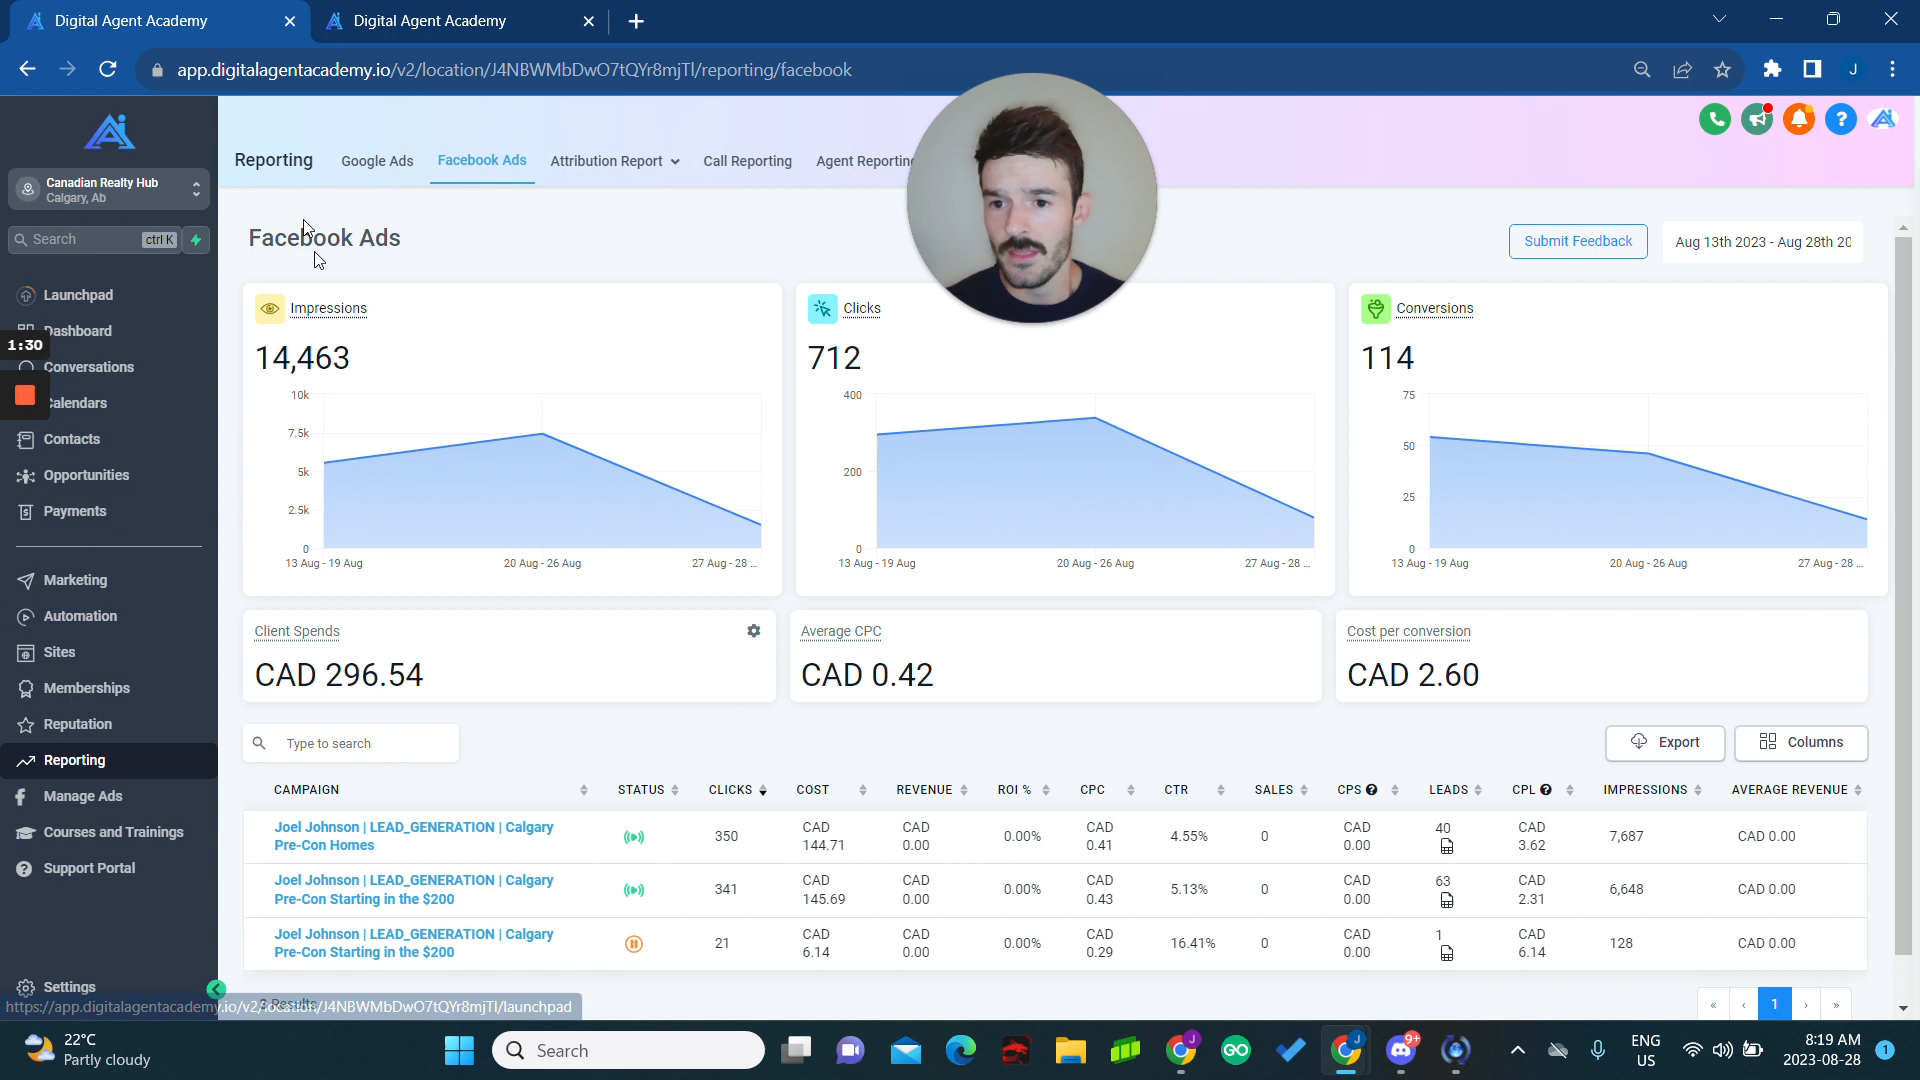 Digital Agent Academy
Digital Agent Academy
app.digitalagentacademy.io/v2/location/J4NBWMbDwO7tQYr8mjTl/reporting/facebook
J
Canadian Realty Hub
Calgary, Ab
Search
ctrl K
Launchpad
Dashboard
1:30
Conversations
Calendars
Contacts
Opportunities
Payments
Marketing
Automation
Sites
Memberships
Reputation
Reporting
Manage Ads
Courses and Trainings
Support Portal
Settings
Reporting
Google Ads
Facebook Ads
Attribution Report
Call Reporting
Agent Reporting
Facebook Ads
Submit Feedback
Aug 13th 2023 - Aug 28th 20
Impressions
14,463
10k
7.5k
5k
2.5k
0
13 Aug - 19 Aug
20 Aug - 26 Aug
27 Aug - 28 ...
Clicks
712
400
200
0
13 Aug - 19 Aug
20 Aug - 26 Aug
27 Aug - 28 ...
Conversions
114
75
50
25
0
13 Aug - 19 Aug
20 Aug - 26 Aug
27 Aug - 28 ...
Client Spends
CAD 296.54
Average CPC
CAD 0.42
Cost per conversion
CAD 2.60
Type to search
Export
Columns
CAMPAIGN STATUS CLICKS COST REVENUE ROI % CPC CTR SALES CPS LEADS CPL IMPRESSIONS AVERAGE REVENUE
Joel Johnson | LEAD_GENERATION | Calgary
Pre-Con Homes
350
CAD
144.71
CAD
0.00
0.00%
CAD
0.41
4.55%
0
CAD
0.00
40
CAD
3.62
7,687
CAD 0.00
Joel Johnson | LEAD_GENERATION | Calgary
Pre-Con Starting in the $200
341
CAD
145.69
CAD
0.00
0.00%
CAD
0.43
5.13%
0
CAD
0.00
63
CAD
2.31
6,648
CAD 0.00
Joel Johnson | LEAD_GENERATION | Calgary
Pre-Con Starting in the $200
21
CAD
6.14
CAD
0.00
0.00%
CAD
0.29
16.41%
0
CAD
0.00
1
CAD
6.14
128
CAD 0.00
3 Results
« ‹ 1 › »
https://app.digitalagentacademy.io/v2/location/J4NBWMbDwO7tQYr8mjTl/launchpad
22°C
Partly cloudy
Search
J
GO
J
9+
ENG
US
8:19 AM
2023-08-28
1